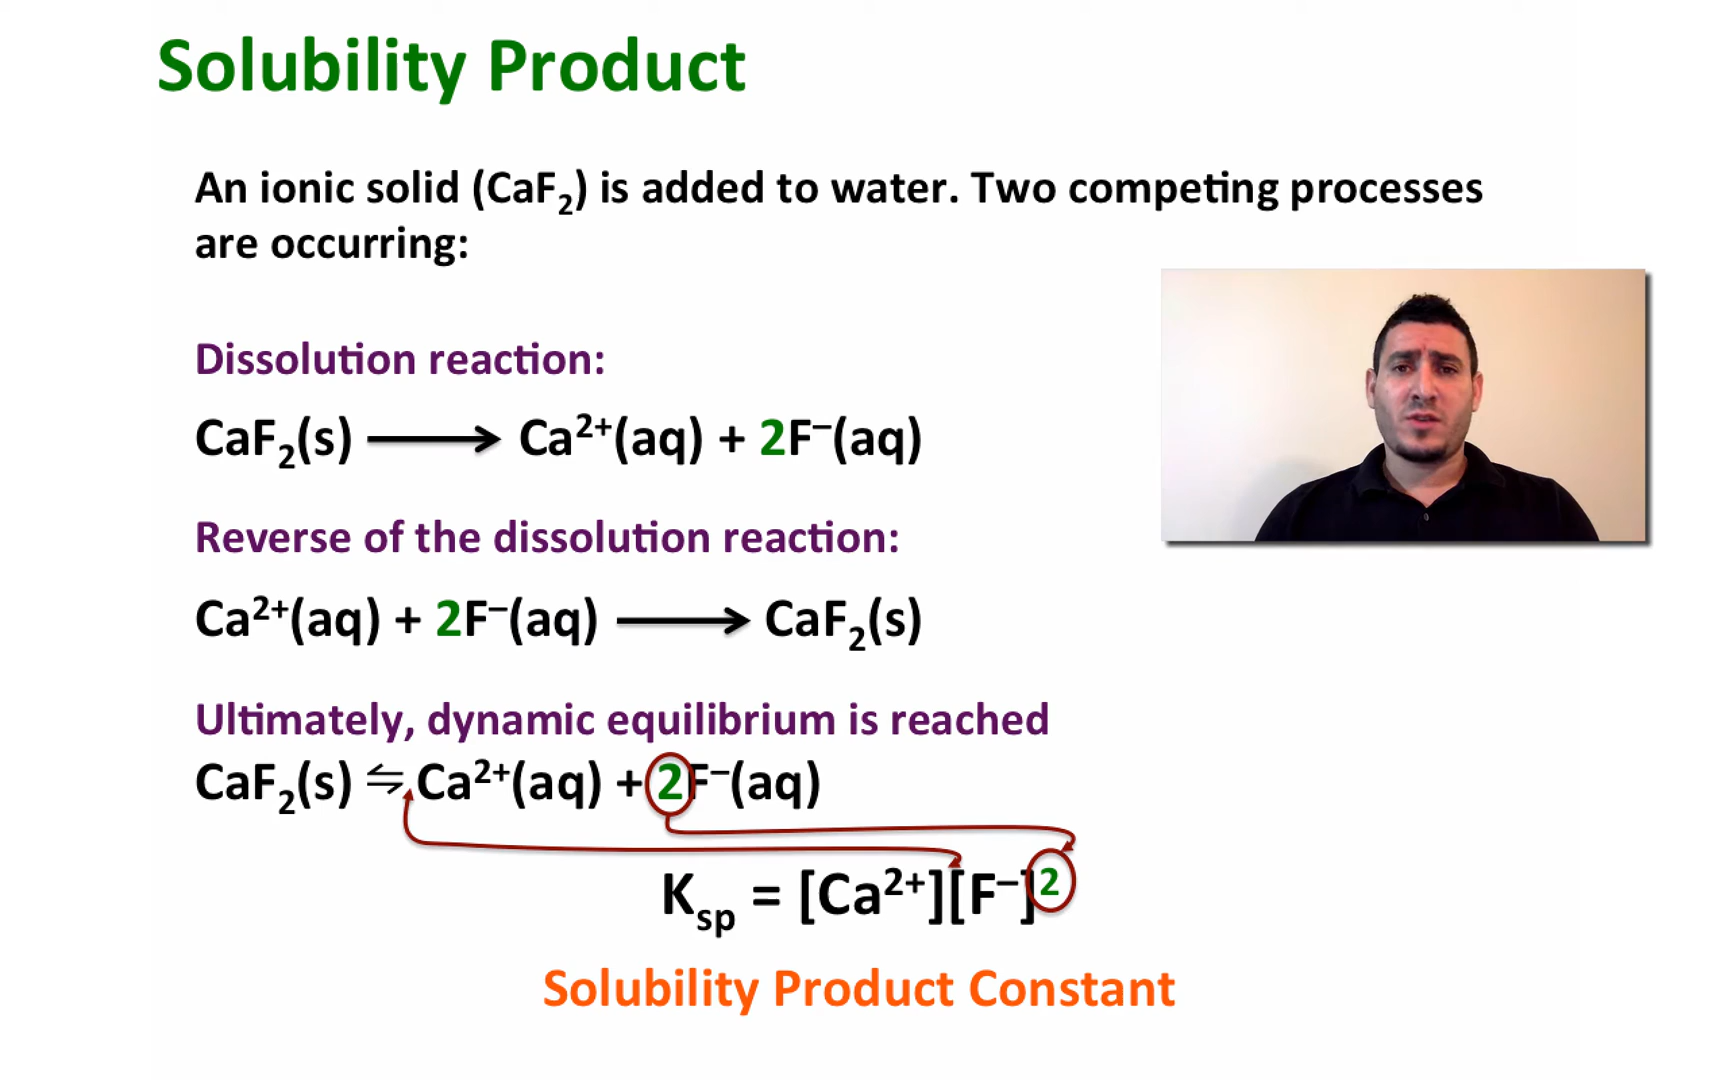 Solubility Product
An ionic solid (CaF₂) is added to water. Two competing processes
are occurring:
Dissolution reaction:
CaF₂(s) ⟶ Ca²⁺(aq) + 2F⁻(aq)
Reverse of the dissolution reaction:
Ca²⁺(aq) + 2F⁻(aq) ⟶ CaF₂(s)
Ultimately, dynamic equilibrium is reached
CaF₂(s) ⇋ Ca²⁺(aq) + 2F⁻(aq)
Ksp = [Ca²⁺][F⁻]²
Solubility Product Constant